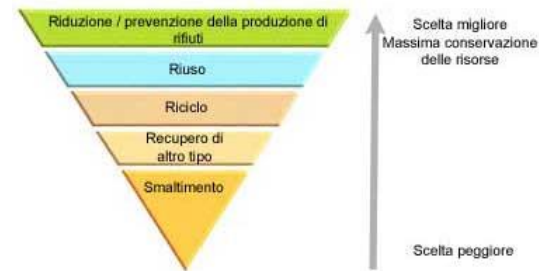 Riduzione / prevenzione della produzione di
rifiuti
Riuso
Riciclo
Recupero di
altro tipo
Smaltimento
Scelta migliore
Massima conservazione
delle risorse
Scelta peggiore